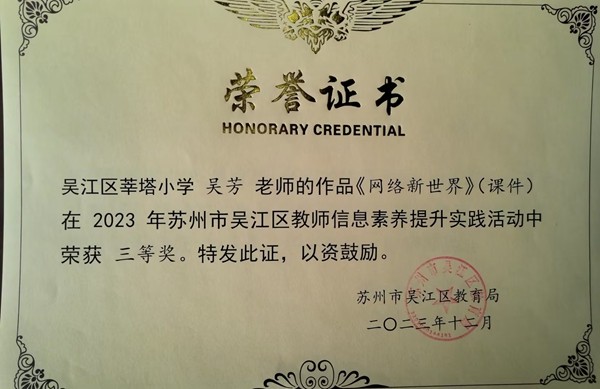 荣誉证书
HONORARY CREDENTIAL
吴江区莘塔小学 吴芳 老师的作品《网络新世界》(课件)
在 2023 年苏州市吴江区教师信息素养提升实践活动中
荣获 三等奖。特发此证，以资鼓励。
苏州市吴江区教育局
二〇二三年十二月